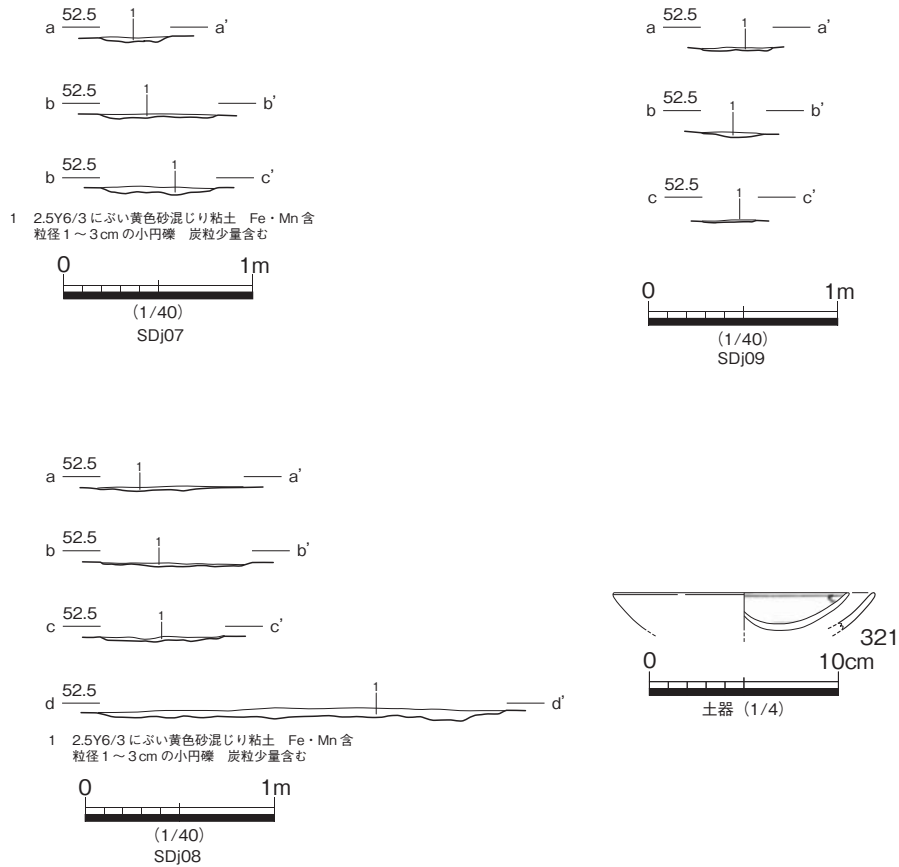 52.5
1
a a’
52.5
1
b b’
52.5
1
b c’
1 2.5Y6/3 にぶい黄色砂混じり粘土 Fe・Mn 含
粒径1～3cm の小円礫 炭粒少量含む
0 1m
（1/40）
SDj07
52.5
1
a a’
52.5
1
b b’
52.5
1
c c’
0 1m
（1/40）
SDj09
52.5
1
a a’
52.5
1
b b’
52.5
1
c c’
52.5
1
d d’
1 2.5Y6/3 にぶい黄色砂混じり粘土 Fe・Mn 含
粒径1～3cm の小円礫 炭粒少量含む
0 1m
（1/40）
SDj08
321
0 10cm
土器（1/4）